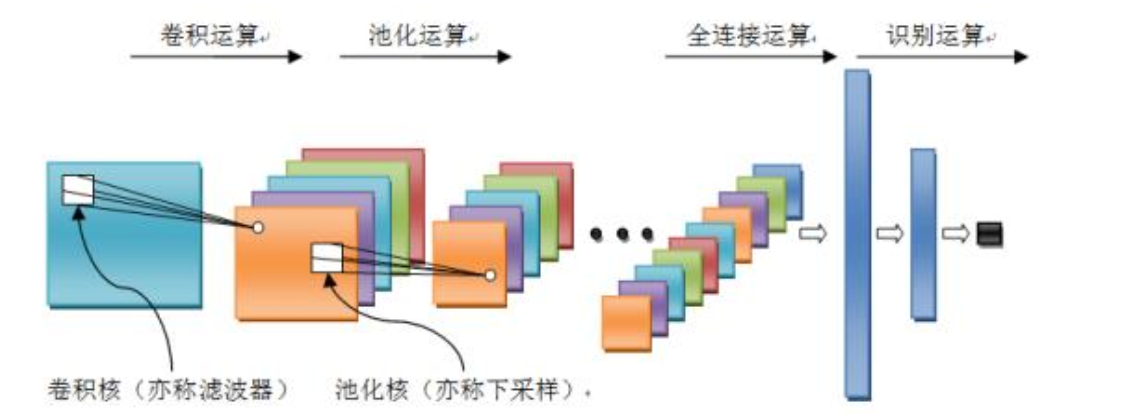 卷积运算
池化运算
全连接运算
识别运算
卷积核（亦称滤波器）
池化核（亦称下采样）.